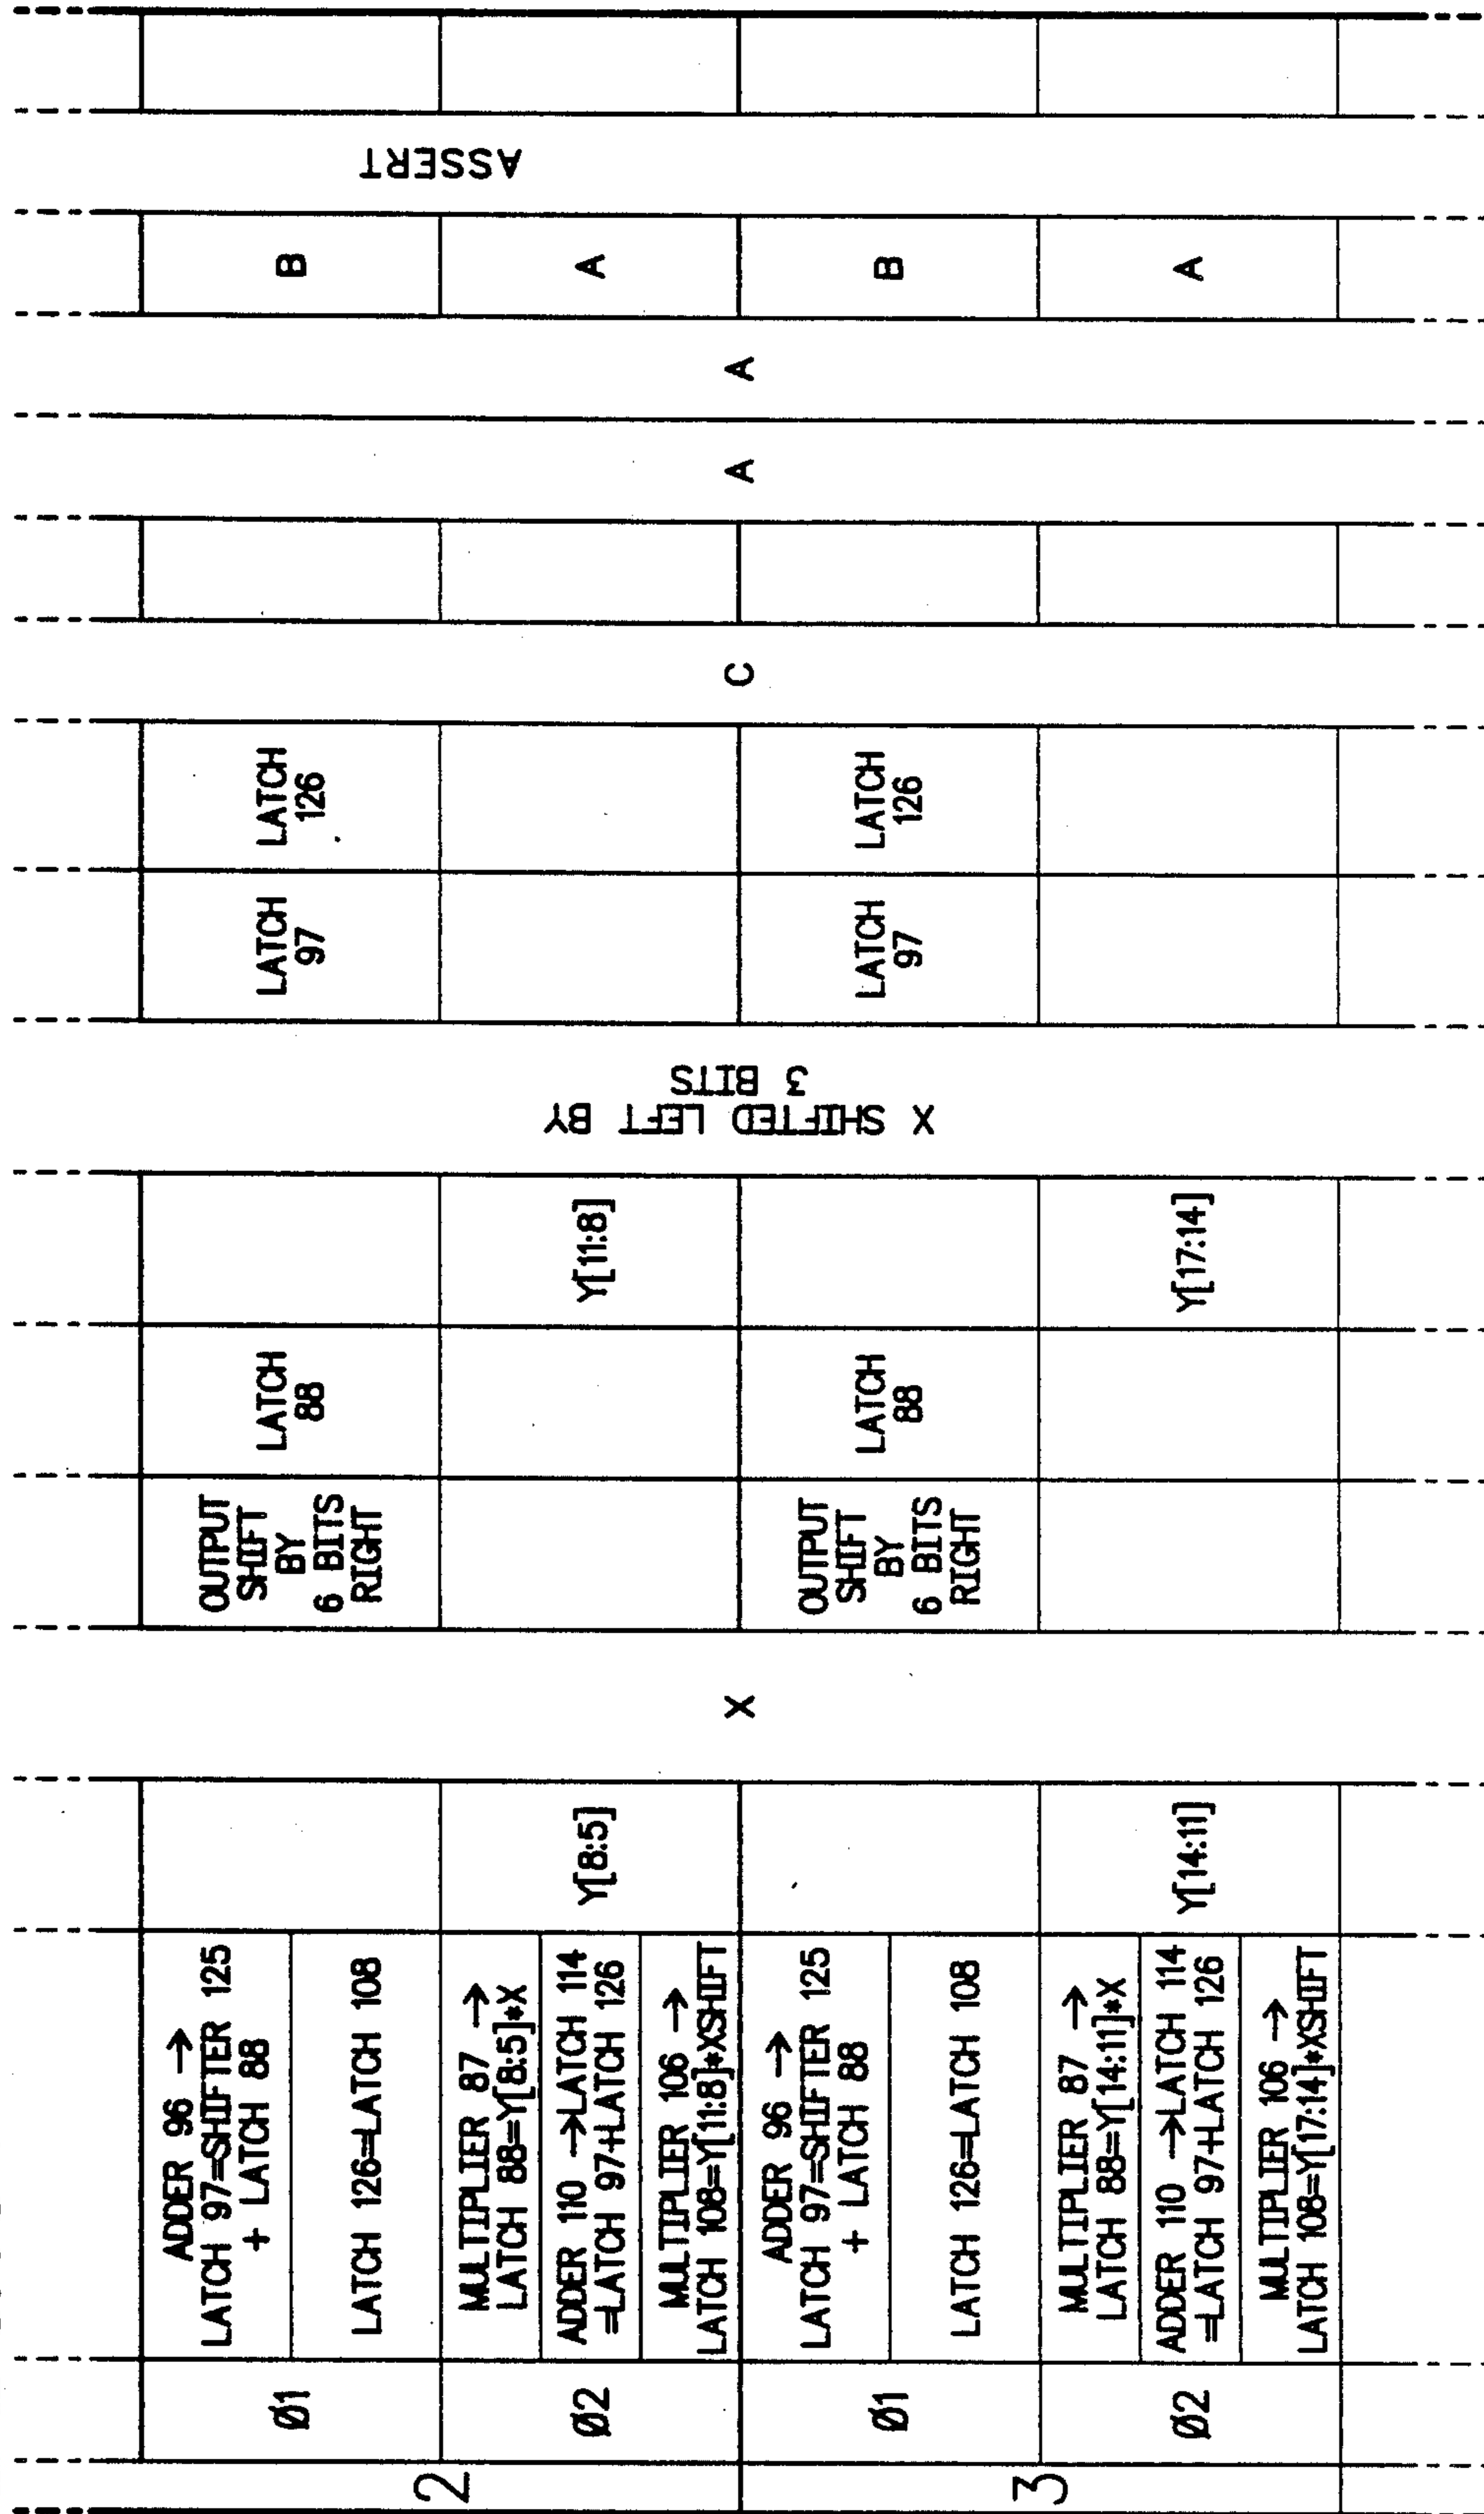 2
Ø1
ADDER 96 →
LATCH 97=SHIFTER 125
+ LATCH 88
LATCH 126=LATCH 108
OUTPUT
SHIFT
BY
6 BITS
RIGHT
LATCH
88
LATCH
97
LATCH
126
B
Ø2
MULTIPLIER 87 →
LATCH 88=Y[8:5]*X
ADDER 110 →LATCH 114
=LATCH 97+LATCH 126
MULTIPLIER 106 →
LATCH 108=Y[11:8]*XSHIFT
Y[8:5]
Y[11:8]
A
X
X SHIFTED LEFT BY
3 BITS
C
A
A
ASSERT
3
Ø1
ADDER 96 →
LATCH 97=SHIFTER 125
+ LATCH 88
LATCH 126=LATCH 108
OUTPUT
SHIFT
BY
6 BITS
RIGHT
LATCH
88
LATCH
97
LATCH
126
B
Ø2
MULTIPLIER 87 →
LATCH 88=Y[14:11]*X
ADDER 110 →LATCH 114
=LATCH 97+LATCH 126
MULTIPLIER 106 →
LATCH 108=Y[17:14]*XSHIFT
Y[14:11]
Y[17:14]
A